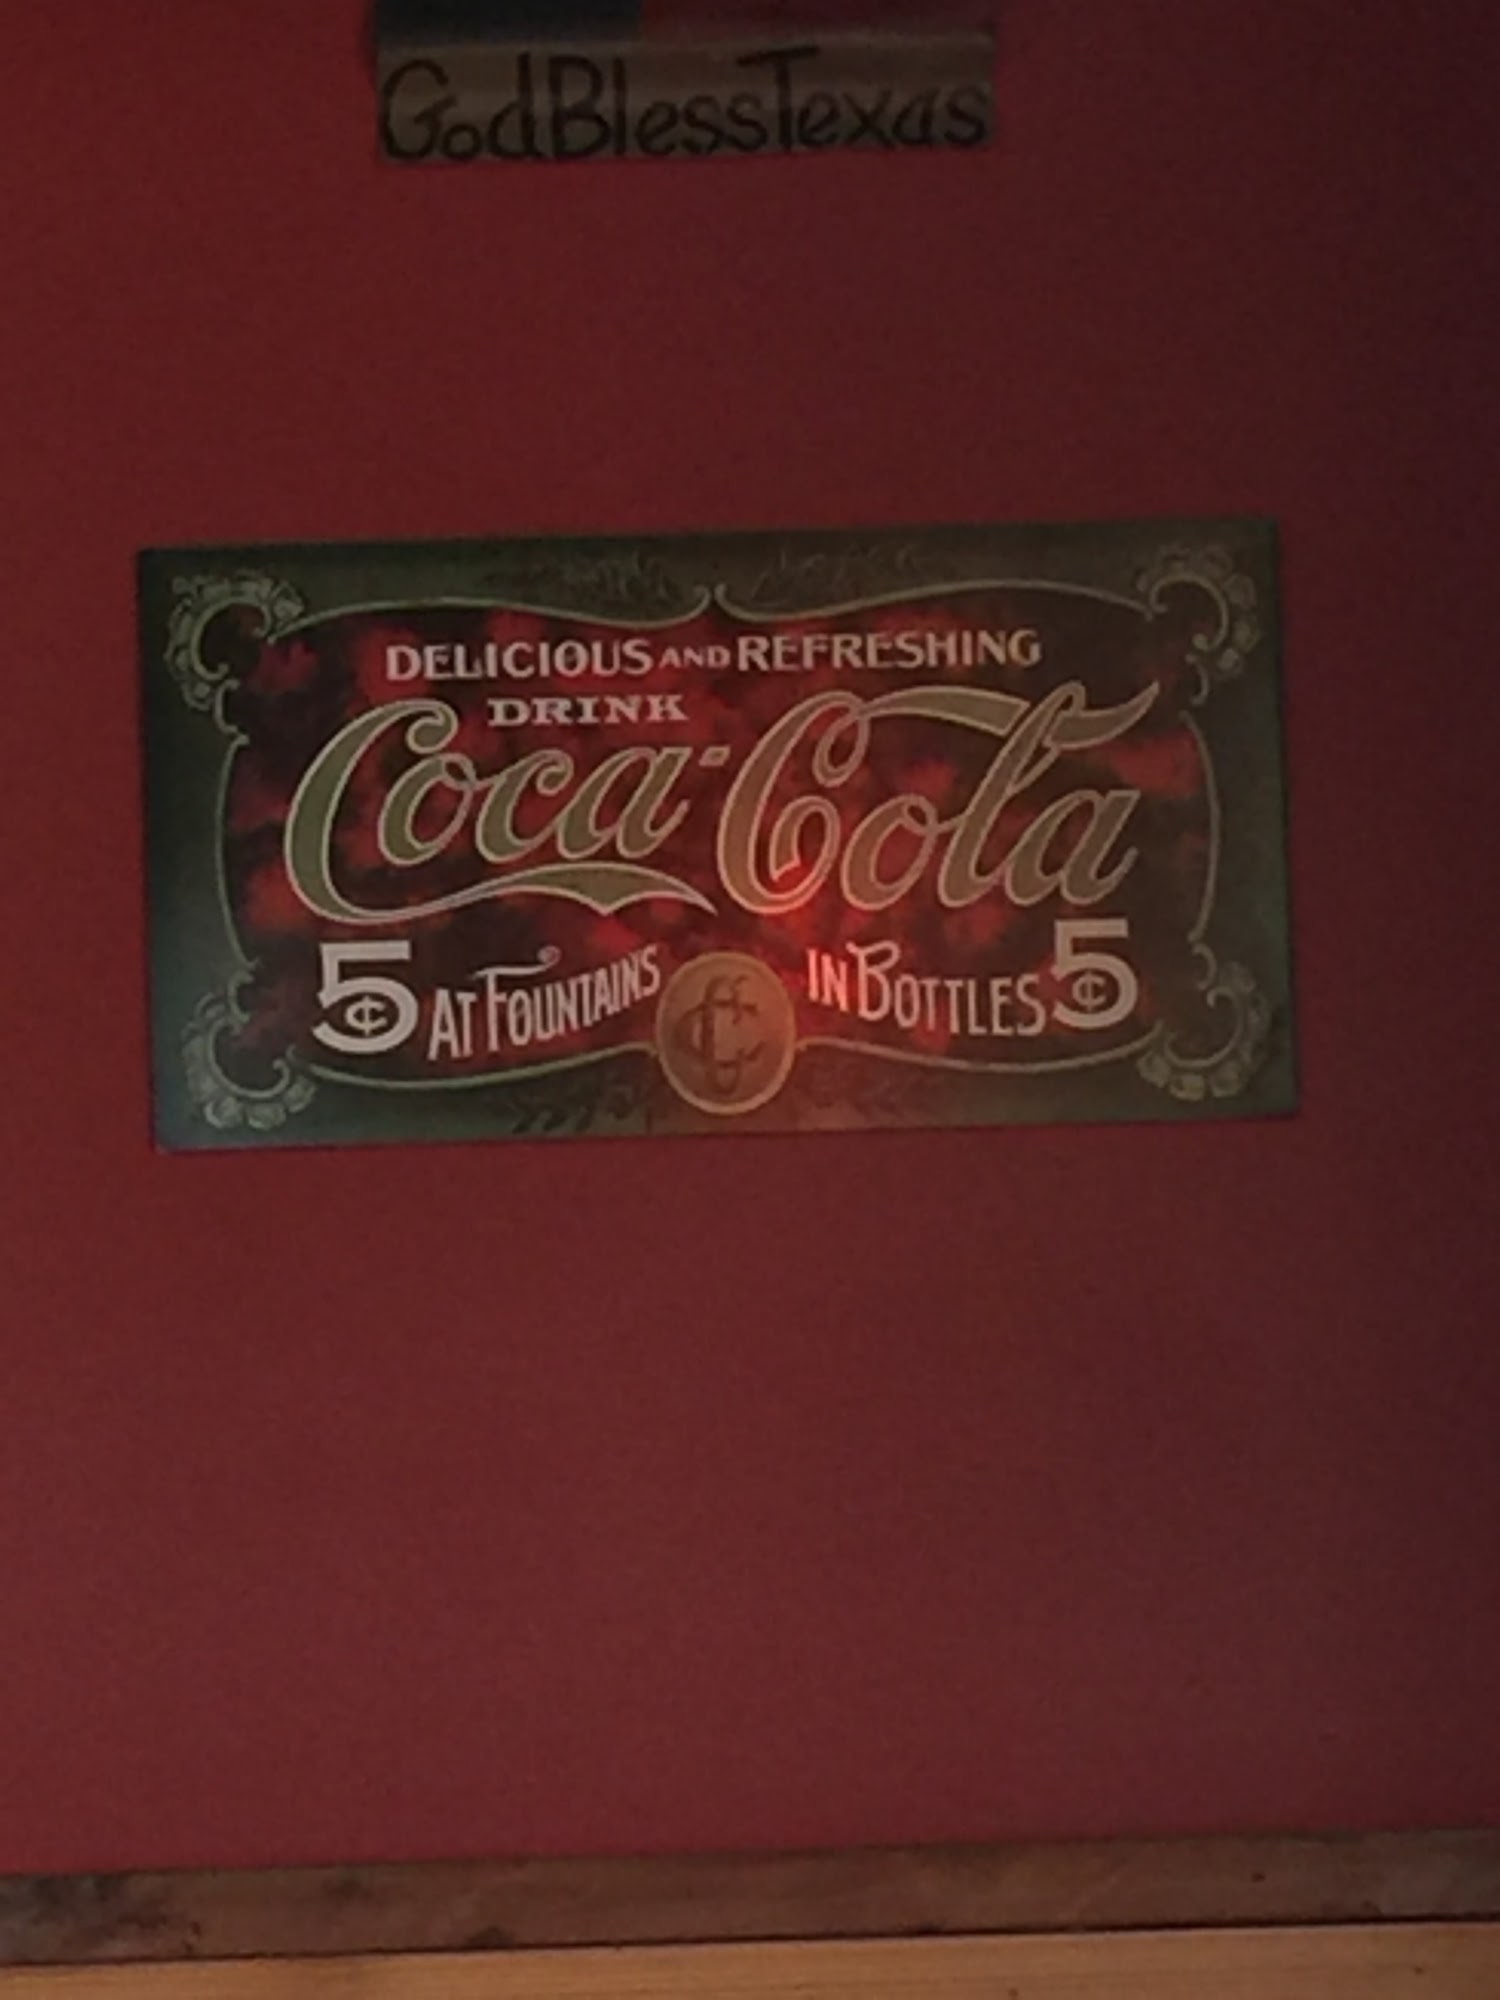 GodBlessTexas
DELICIOUS AND REFRESHING
DRINK
Coca-Cola
5¢ AT FOUNTAINS IN BOTTLES 5¢